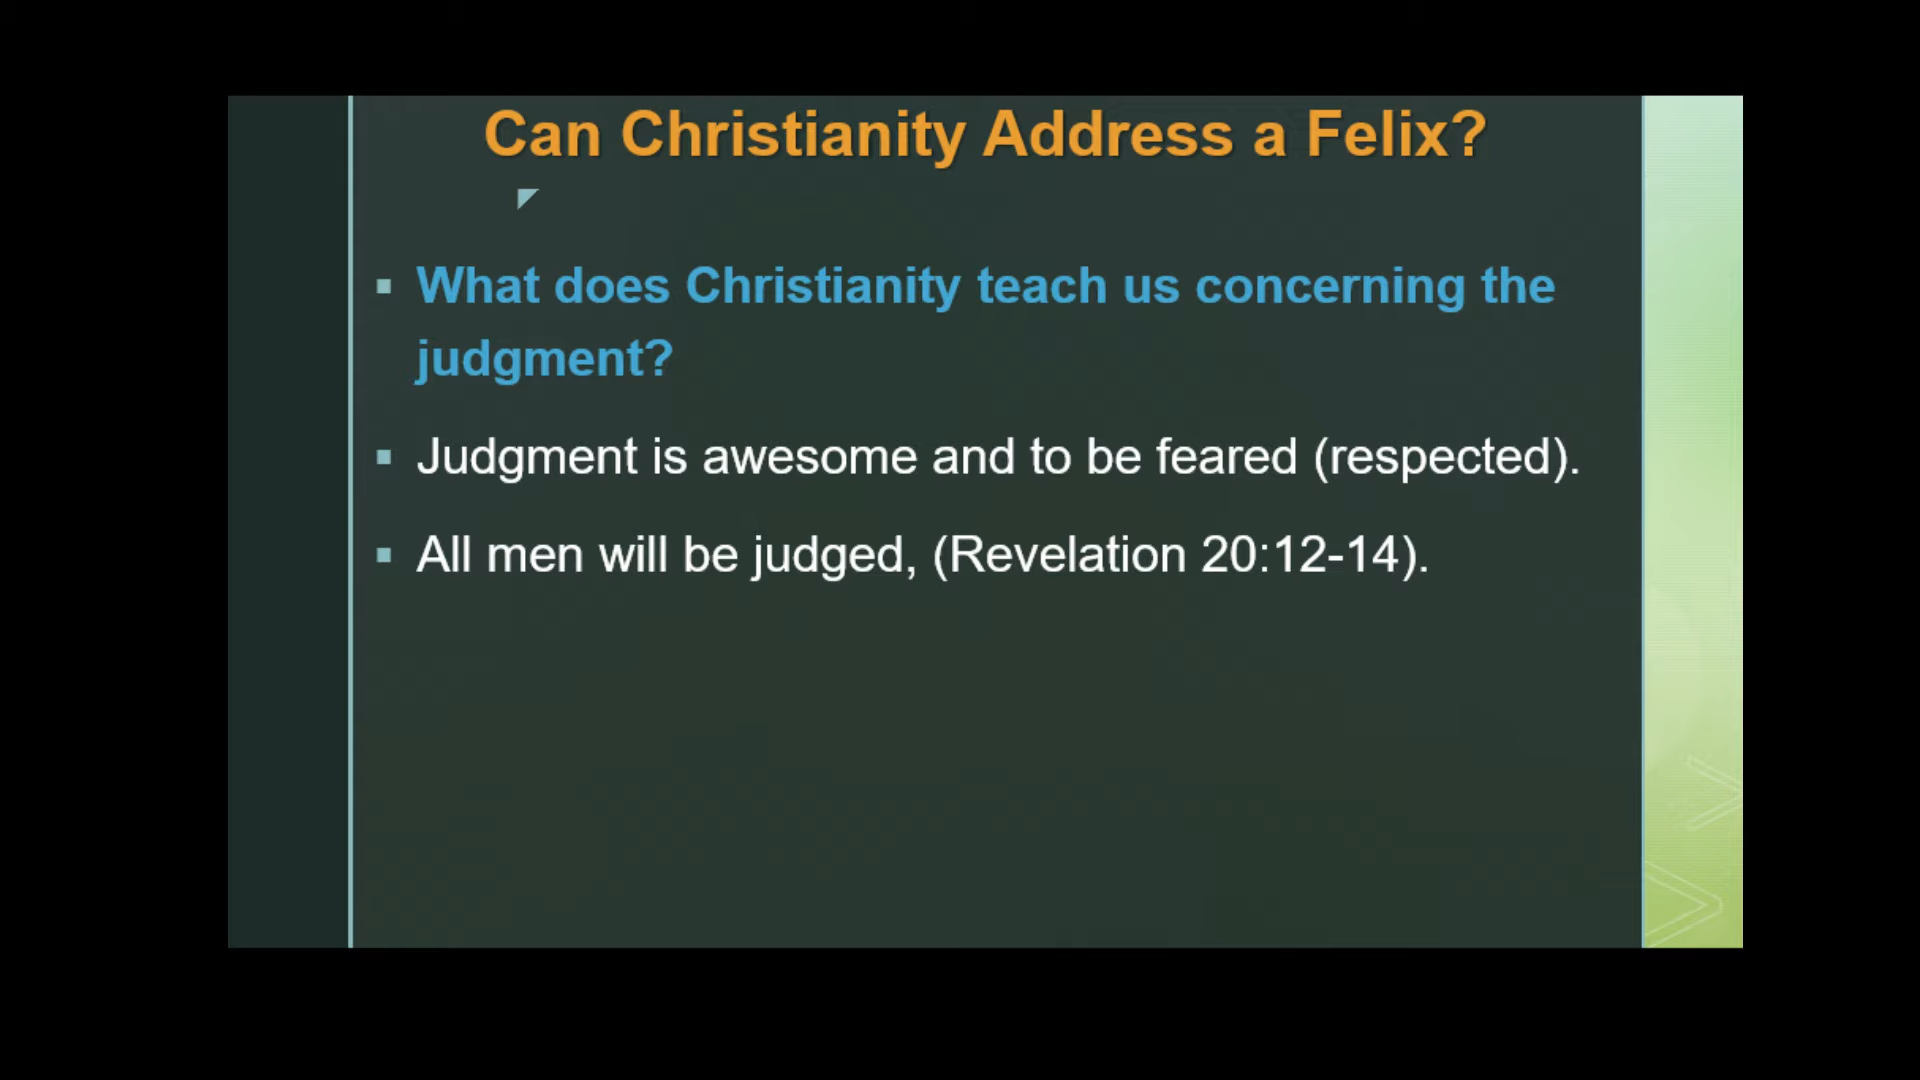 Can Christianity Address a Felix?
What does Christianity teach us concerning the
judgment?
Judgment is awesome and to be feared (respected).
All men will be judged, (Revelation 20:12-14).